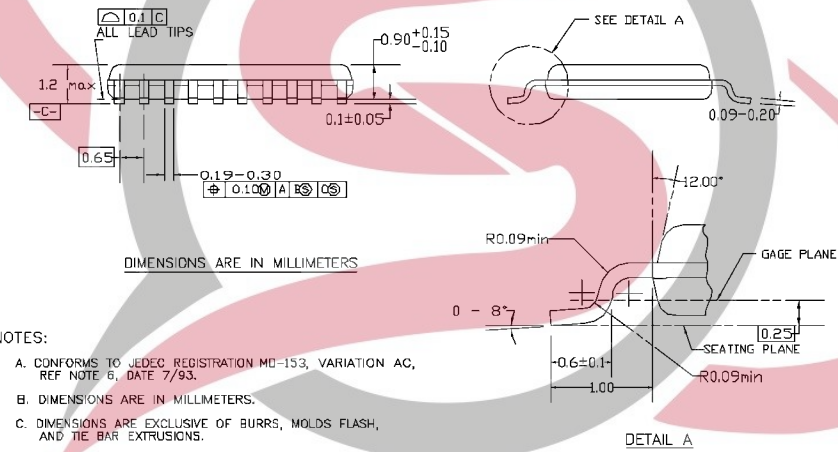 ⌓ 0.1 C
ALL LEAD TIPS
0.90 +0.15 -0.10
SEE DETAIL A
1.2 max
-C-
0.1±0.05
0.09-0.20
0.65
0.19-0.30
⌖ 0.10Ⓜ A BⓈ CⓈ
12.00°
R0.09min
DIMENSIONS ARE IN MILLIMETERS
GAGE PLANE
0 - 8°
0.25
SEATING PLANE
0.6±0.1
R0.09min
1.00
DETAIL A
NOTES:
A. CONFORMS TO JEDEC REGISTRATION MO-153, VARIATION AC,
REF NOTE 6, DATE 7/93.
B. DIMENSIONS ARE IN MILLIMETERS.
C. DIMENSIONS ARE EXCLUSIVE OF BURRS, MOLDS FLASH,
AND TIE BAR EXTRUSIONS.